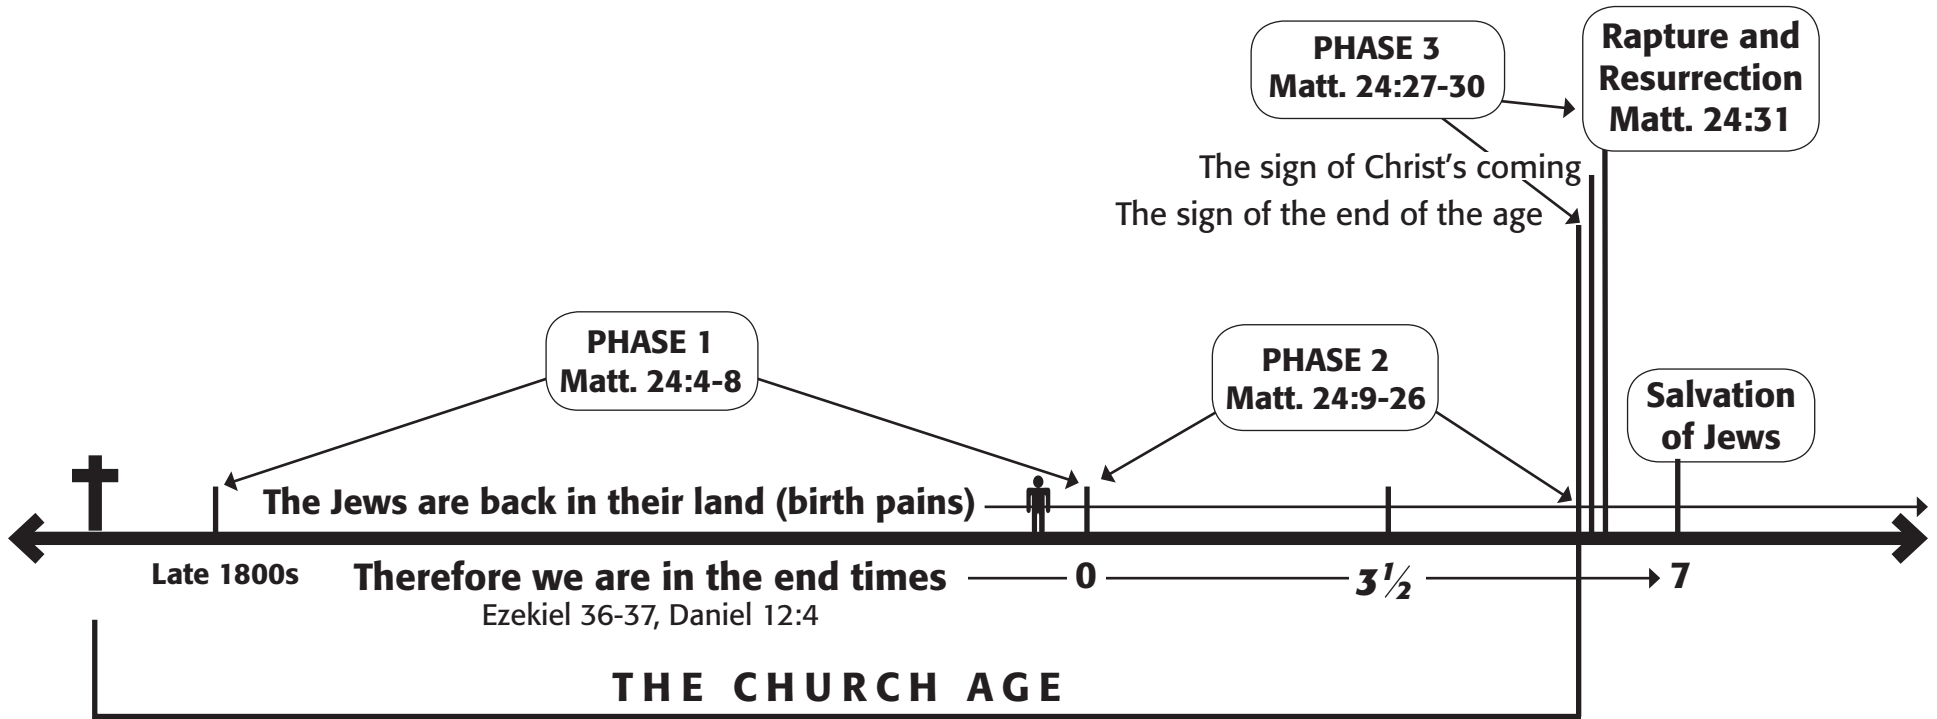 PHASE 3
Matt. 24:27-30
Rapture and
Resurrection
Matt. 24:31
The sign of Christ's coming
The sign of the end of the age
PHASE 1
Matt. 24:4-8
PHASE 2
Matt. 24:9-26
Salvation
of Jews
The Jews are back in their land (birth pains)
Late 1800s
Therefore we are in the end times
0
3 1/2
7
Ezekiel 36-37, Daniel 12:4
THE CHURCH AGE